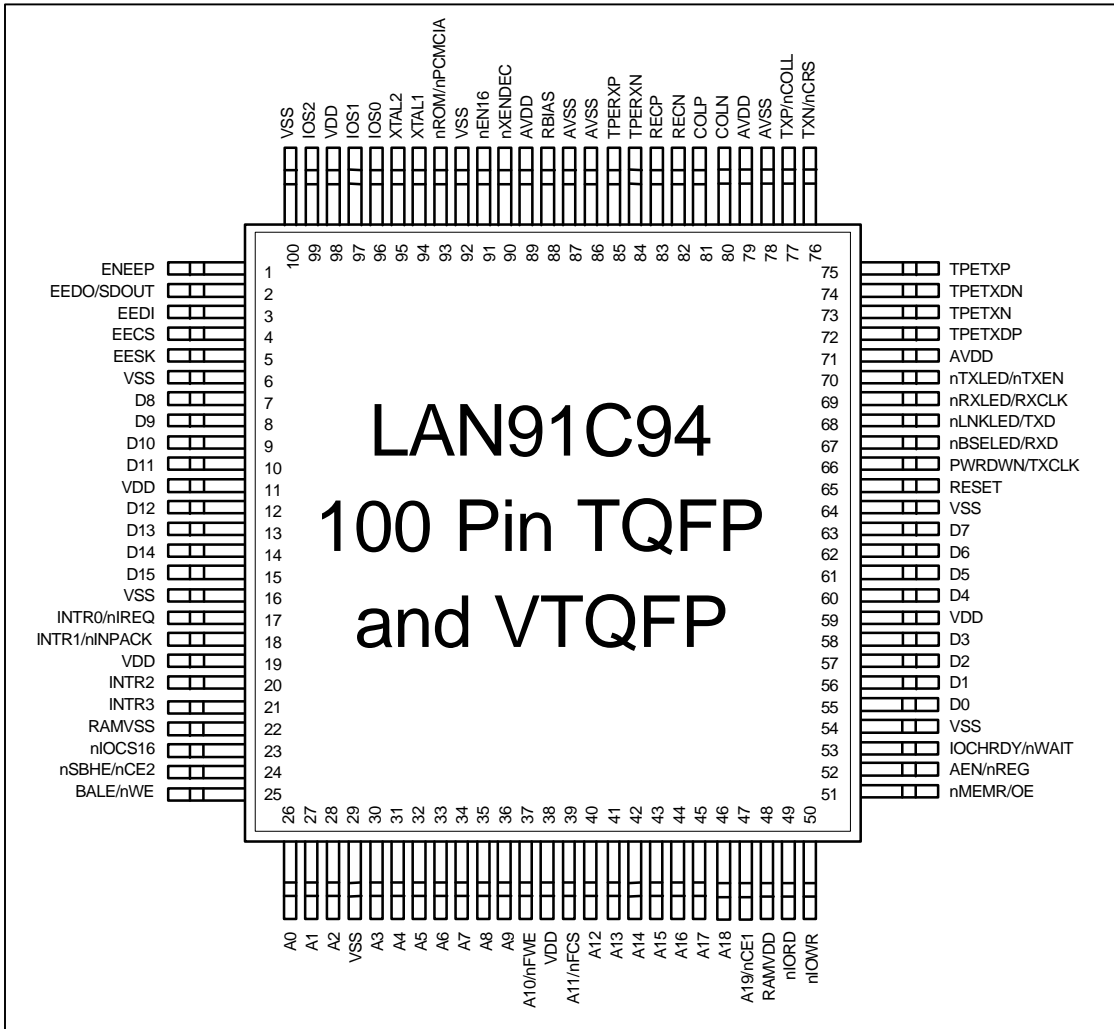 VSS
IOS2
VDD
IOS1
IOS0
XTAL2
XTAL1
nROM/nPCMCIA
VSS
nEN16
nXENDEC
AVDD
RBIAS
AVSS
AVSS
TPERXP
TPERXN
RECP
RECN
COLP
COLN
AVDD
AVSS
TXP/nCOLL
TXN/nCRS
100
99
98
97
96
95
94
93
92
91
90
89
88
87
86
85
84
83
82
81
80
79
78
77
76
ENEEP 1
EEDO/SDOUT 2
EEDI 3
EECS 4
EESK 5
VSS 6
D8 7
D9 8
D10 9
D11 10
VDD 11
D12 12
D13 13
D14 14
D15 15
VSS 16
INTR0/nIREQ 17
INTR1/nINPACK 18
VDD 19
INTR2 20
INTR3 21
RAMVSS 22
nIOCS16 23
nSBHE/nCE2 24
BALE/nWE 25
LAN91C94
100 Pin TQFP
and VTQFP
75 TPETXP
74 TPETXDN
73 TPETXN
72 TPETXDP
71 AVDD
70 nTXLED/nTXEN
69 nRXLED/RXCLK
68 nLNKLED/TXD
67 nBSELED/RXD
66 PWRDWN/TXCLK
65 RESET
64 VSS
63 D7
62 D6
61 D5
60 D4
59 VDD
58 D3
57 D2
56 D1
55 D0
54 VSS
53 IOCHRDY/nWAIT
52 AEN/nREG
51 nMEMR/OE
26
27
28
29
30
31
32
33
34
35
36
37
38
39
40
41
42
43
44
45
46
47
48
49
50
A0
A1
A2
VSS
A3
A4
A5
A6
A7
A8
A9
A10/nFWE
VDD
A11/nFCS
A12
A13
A14
A15
A16
A17
A18
A19/nCE1
RAMVDD
nIORD
nIOWR